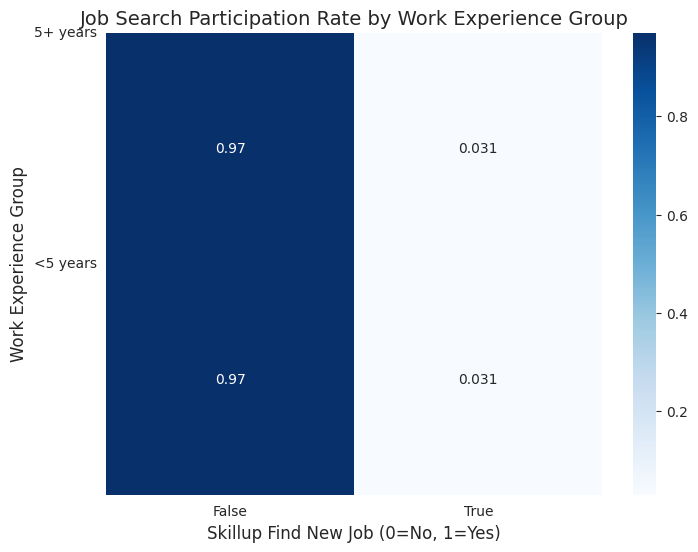 Job Search Participation Rate by Work Experience Group
5+ years
<5 years
Work Experience Group
0.97
0.031
0.97
0.031
0.8
0.6
0.4
0.2
False
True
Skillup Find New Job (0=No, 1=Yes)